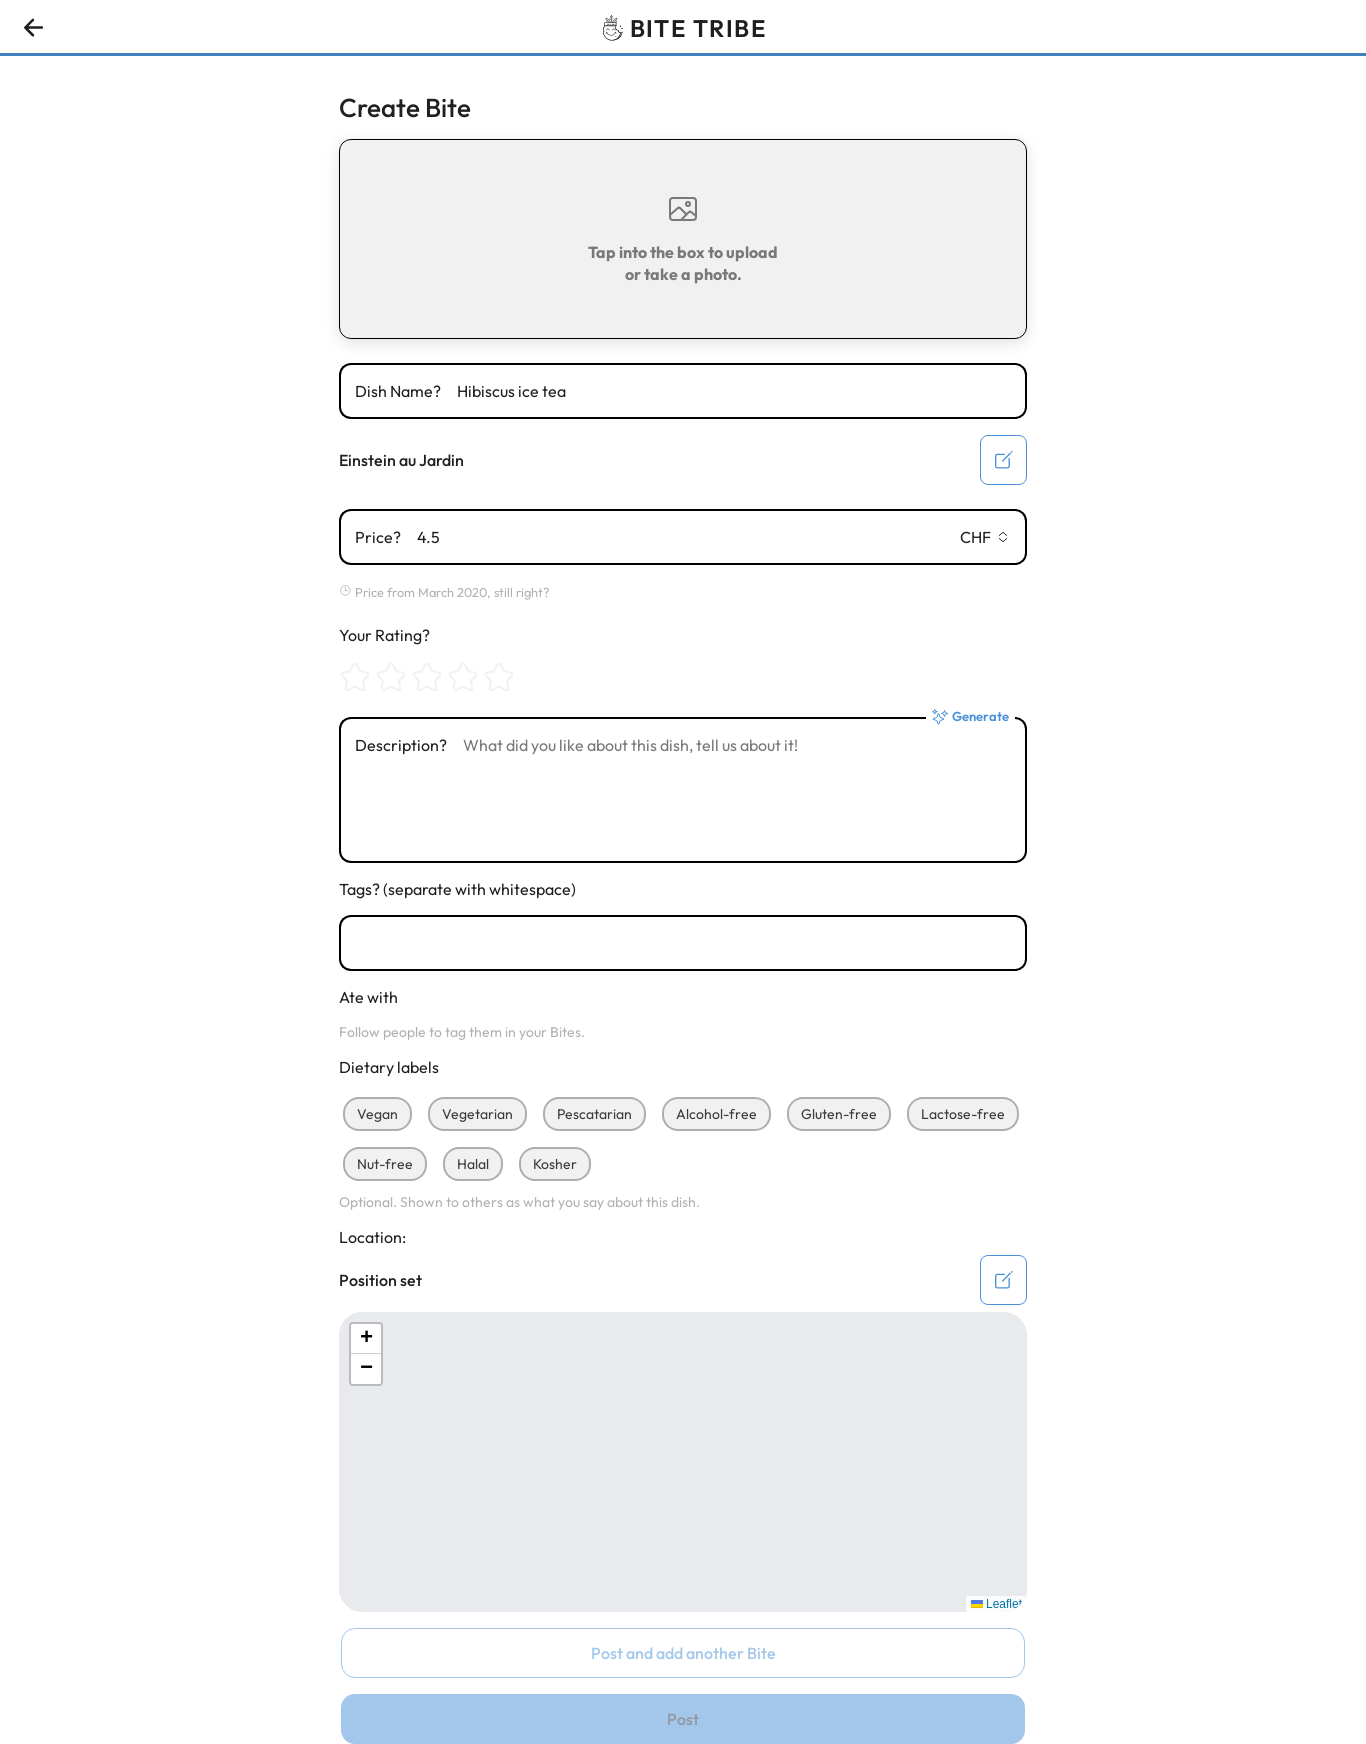 BITE TRIBE
Create Bite
Tap into the box to upload
or take a photo.
Dish Name? Hibiscus ice tea
Einstein au Jardin
Price? 4.5 CHF
Price from March 2020, still right?
Your Rating?
Generate
Description? What did you like about this dish, tell us about it!
Tags? (separate with whitespace)
Ate with
Follow people to tag them in your Bites.
Dietary labels
Vegan Vegetarian Pescatarian Alcohol-free Gluten-free Lactose-free
Nut-free Halal Kosher
Optional. Shown to others as what you say about this dish.
Location:
Position set
+
−
Leaflet
Post and add another Bite
Post